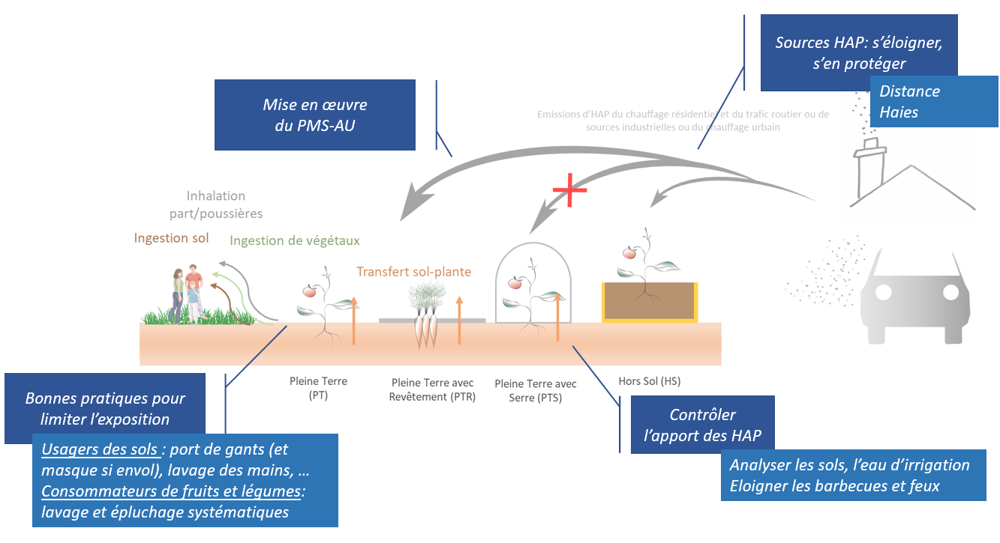 Sources HAP: s’éloigner,
s’en protéger
Distance
Haies
Mise en œuvre
du PMS-AU
Emissions d’HAP du chauffage résidentiel et du trafic routier ou de
sources industrielles ou du chauffage urbain
Inhalation
part/poussières
Ingestion sol
Ingestion de végétaux
Transfert sol-plante
Pleine Terre
(PT)
Pleine Terre avec
Revêtement (PTR)
Pleine Terre avec
Serre (PTS)
Hors Sol (HS)
Bonnes pratiques pour
limiter l’exposition
Usagers des sols : port de gants (et
masque si envol), lavage des mains, …
Consommateurs de fruits et légumes:
lavage et épluchage systématiques
Contrôler
l’apport des HAP
Analyser les sols, l’eau d’irrigation
Eloigner les barbecues et feux